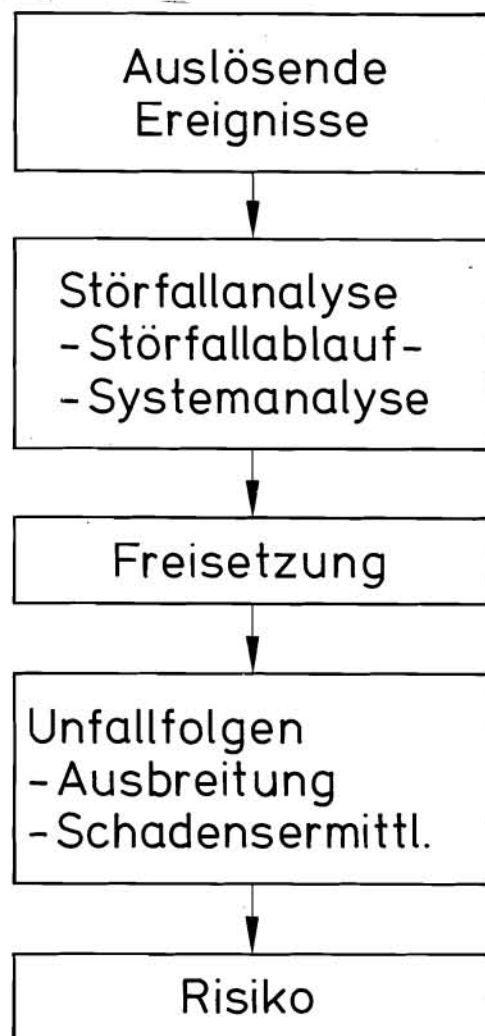 Auslösende
Ereignisse
Störfallanalyse
- Störfallablauf-
- Systemanalyse
Freisetzung
Unfallfolgen
- Ausbreitung
- Schadensermittl.
Risiko